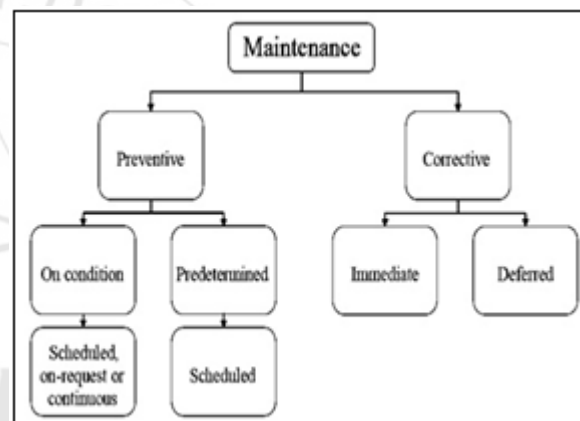 Maintenance
Preventive
Corrective
On condition
Predetermined
Immediate
Deferred
Scheduled,
on-request or
continuous
Scheduled